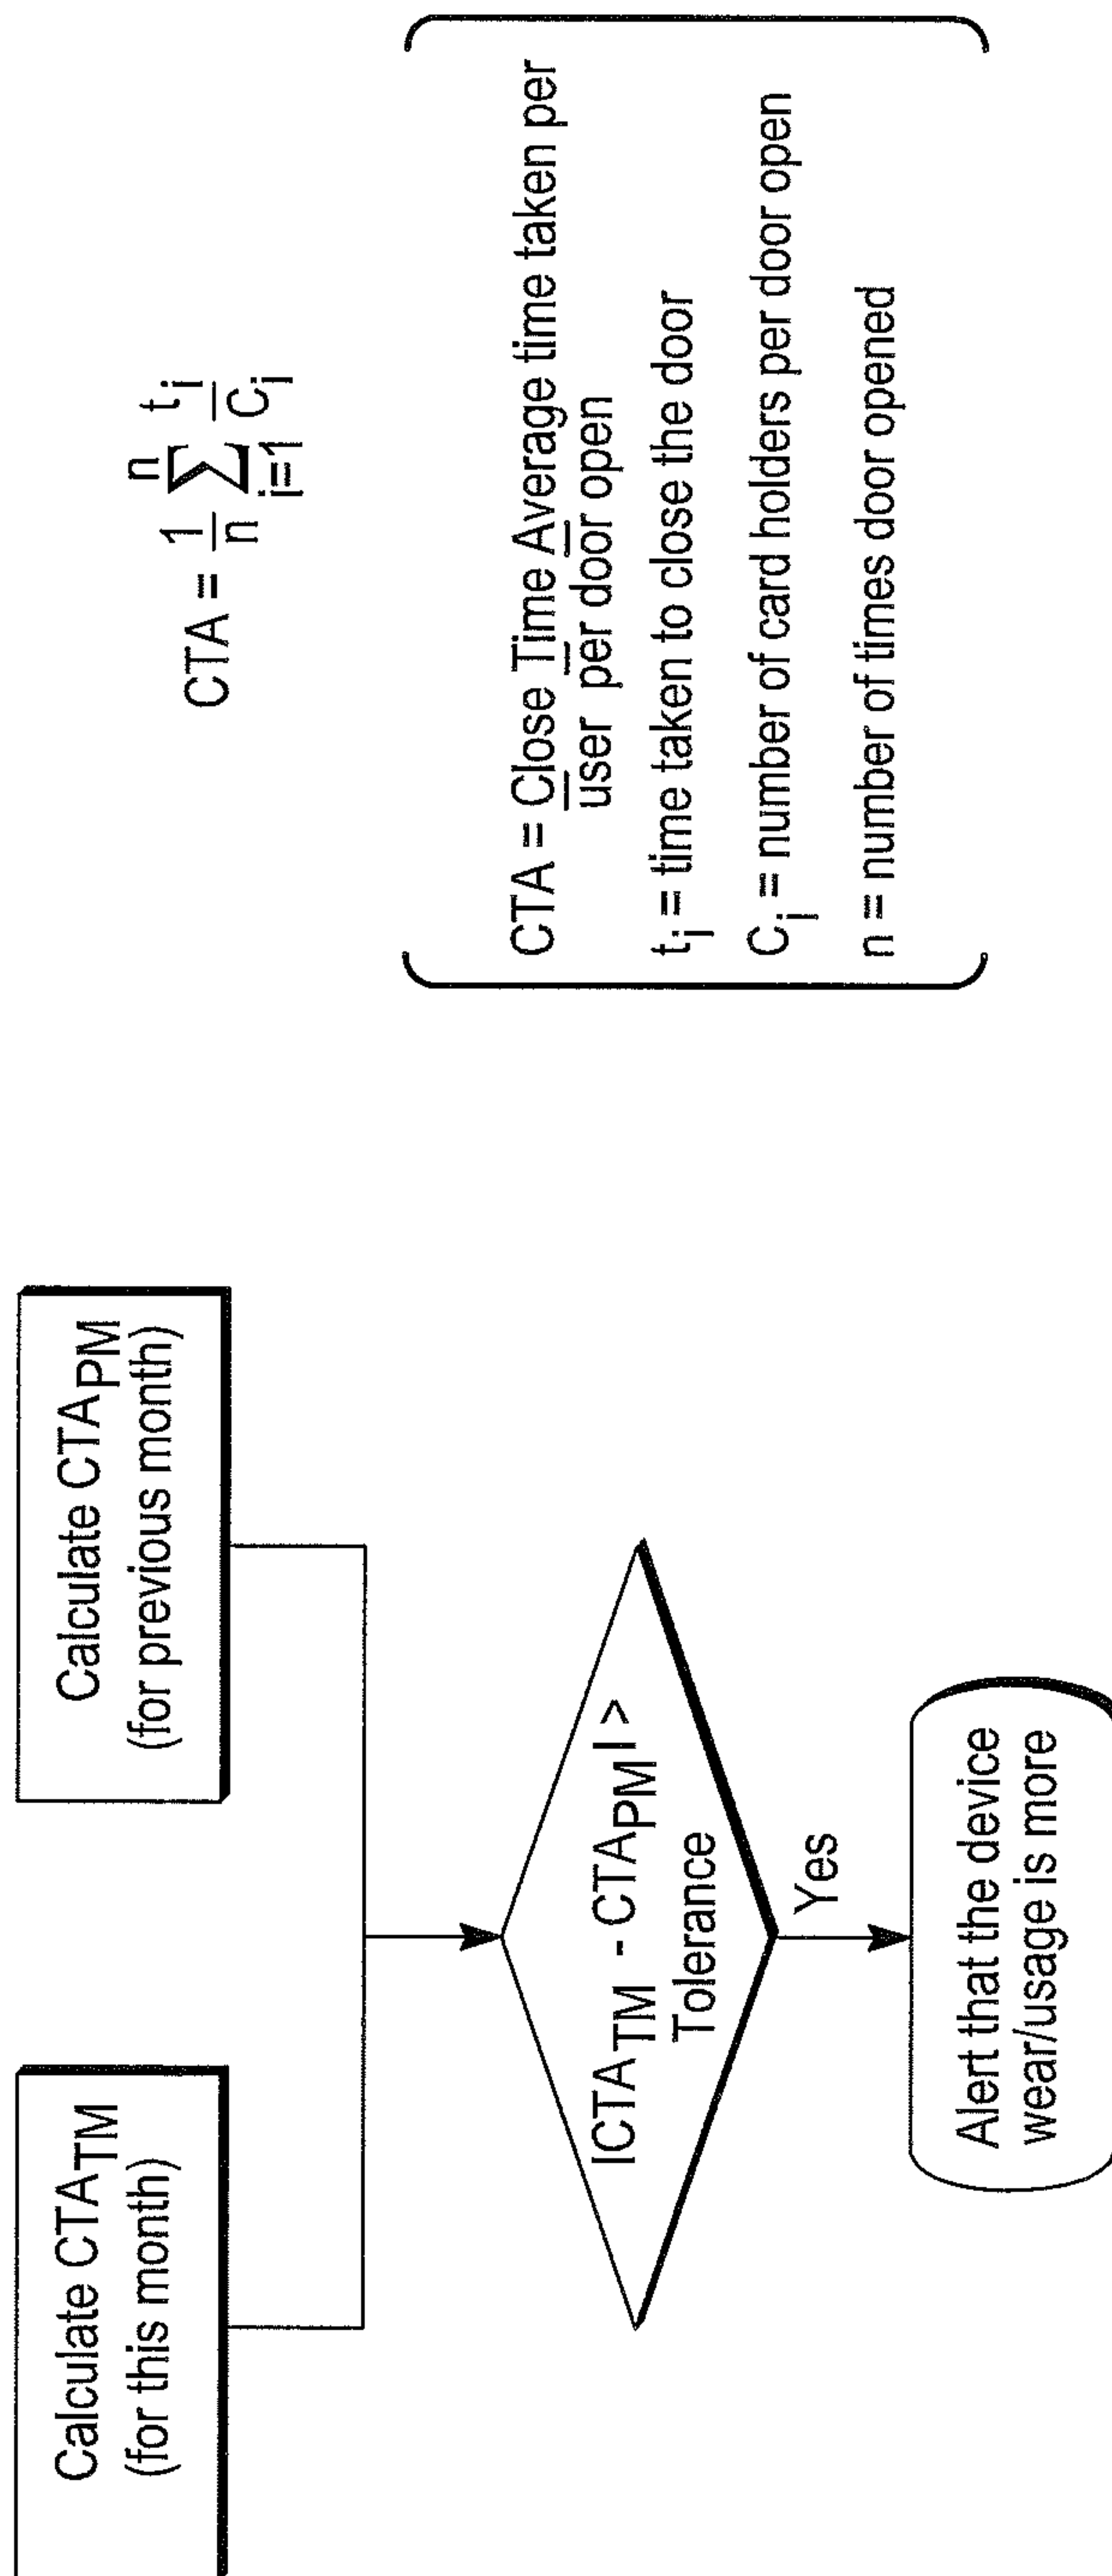 Calculate CTA_TM
(for this month)
Calculate CTA_PM
(for previous month)
|CTA_TM - CTA_PM| >
Tolerance
Yes
Alert that the device
wear/usage is more
CTA = 1/n n∑i=1 t_i/C_i
CTA = Close Time Average time taken per
user per door open
t_i = time taken to close the door
C_i = number of card holders per door open
n = number of times door opened